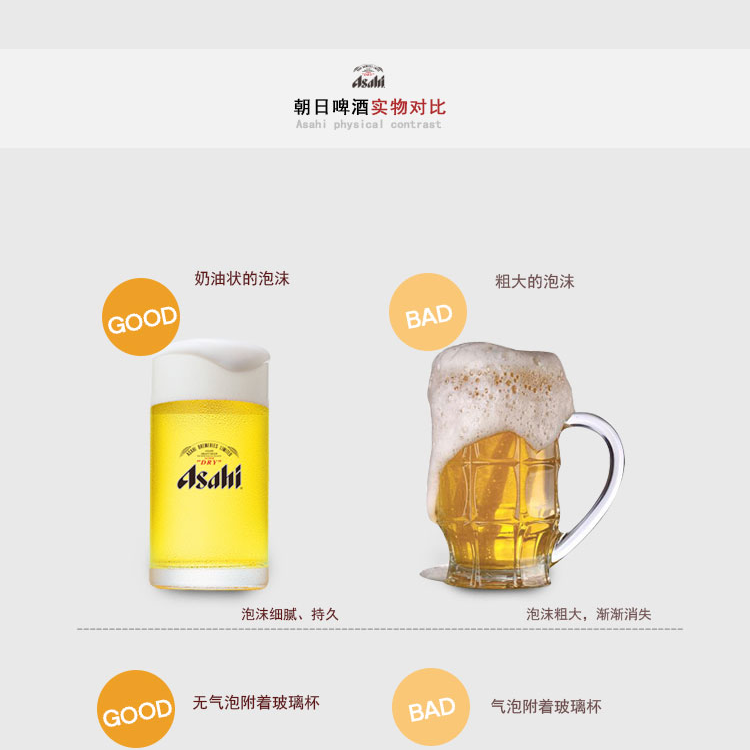 Asahi
朝日啤酒实物对比
Asahi physical contrast
奶油状的泡沫
粗大的泡沫
GOOD
BAD
ASAHI BREWERIES LIMITED
"DRY"
Asahi
泡沫细腻、持久
泡沫粗大，渐渐消失
GOOD
无气泡附着玻璃杯
BAD
气泡附着玻璃杯